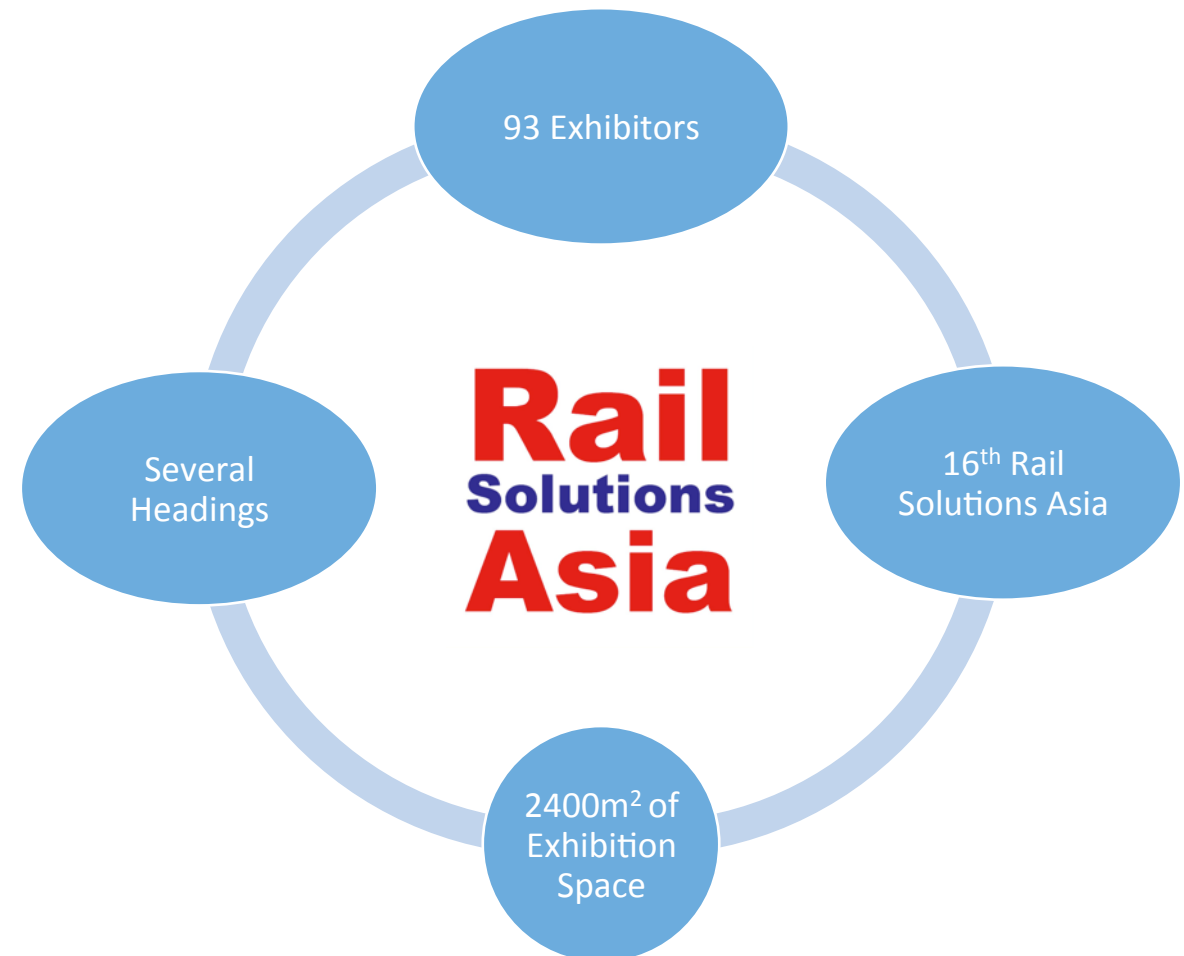 93 Exhibitors
Several
Headings
Rail
Solutions
Asia
16th Rail
Solutions Asia
2400m² of
Exhibition
Space